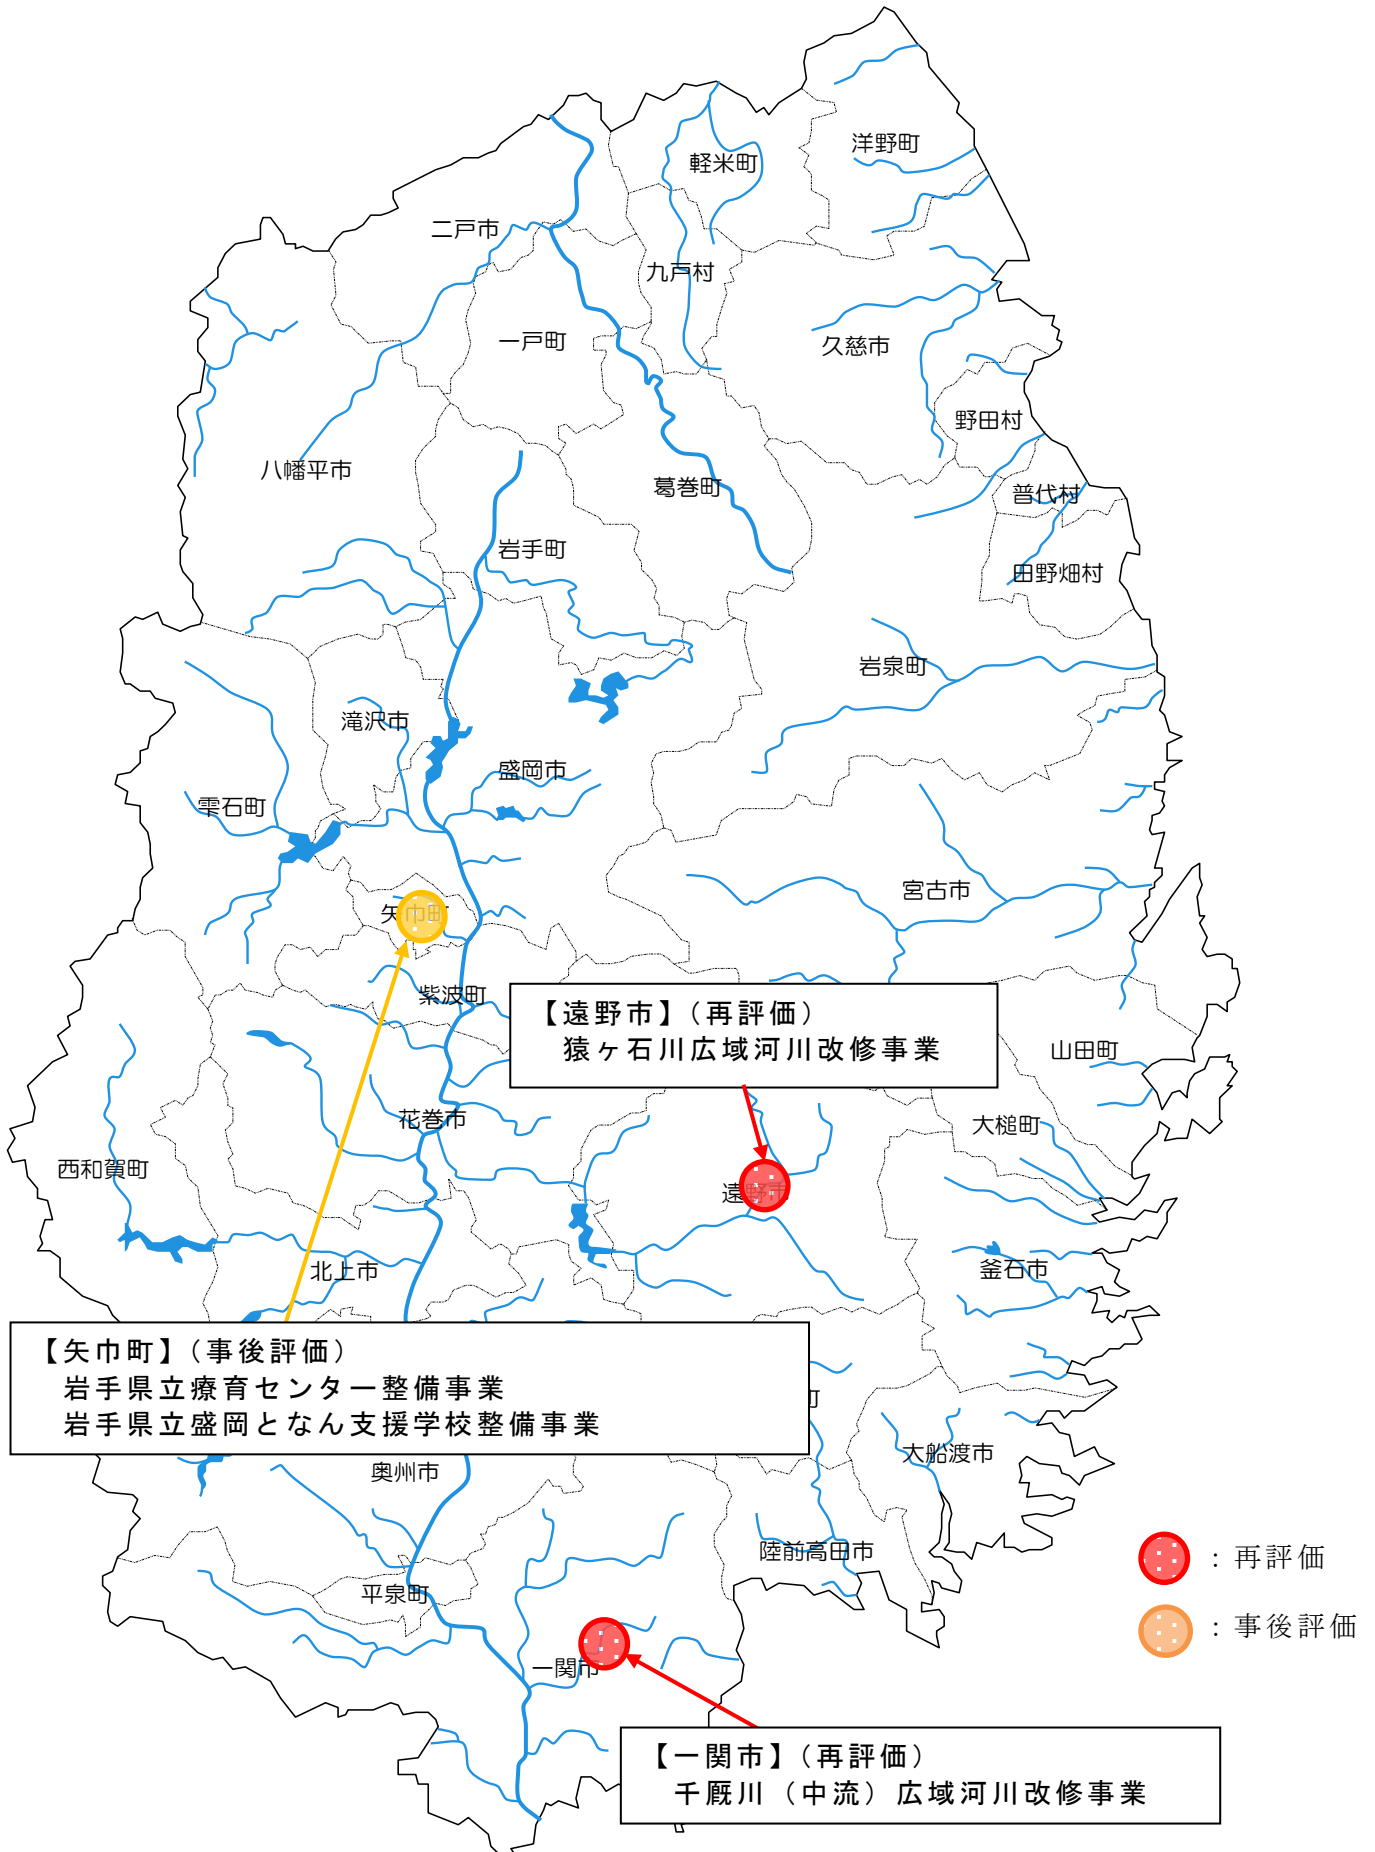 洋野町
軽米町
二戸市
九戸村
一戸町
久慈市
野田村
八幡平市
葛巻町
普代村
岩手町
田野畑村
岩泉町
滝沢市
盛岡市
雫石町
宮古市
矢巾町
紫波町
【遠野市】（再評価）
猿ヶ石川広域河川改修事業
山田町
花巻市
大槌町
西和賀町
遠野市
北上市
釜石市
【矢巾町】（事後評価）
岩手県立療育センター整備事業
岩手県立盛岡となん支援学校整備事業
町
大船渡市
奥州市
陸前高田市
：再評価
平泉町
：事後評価
一関市
【一関市】（再評価）
千厩川（中流）広域河川改修事業